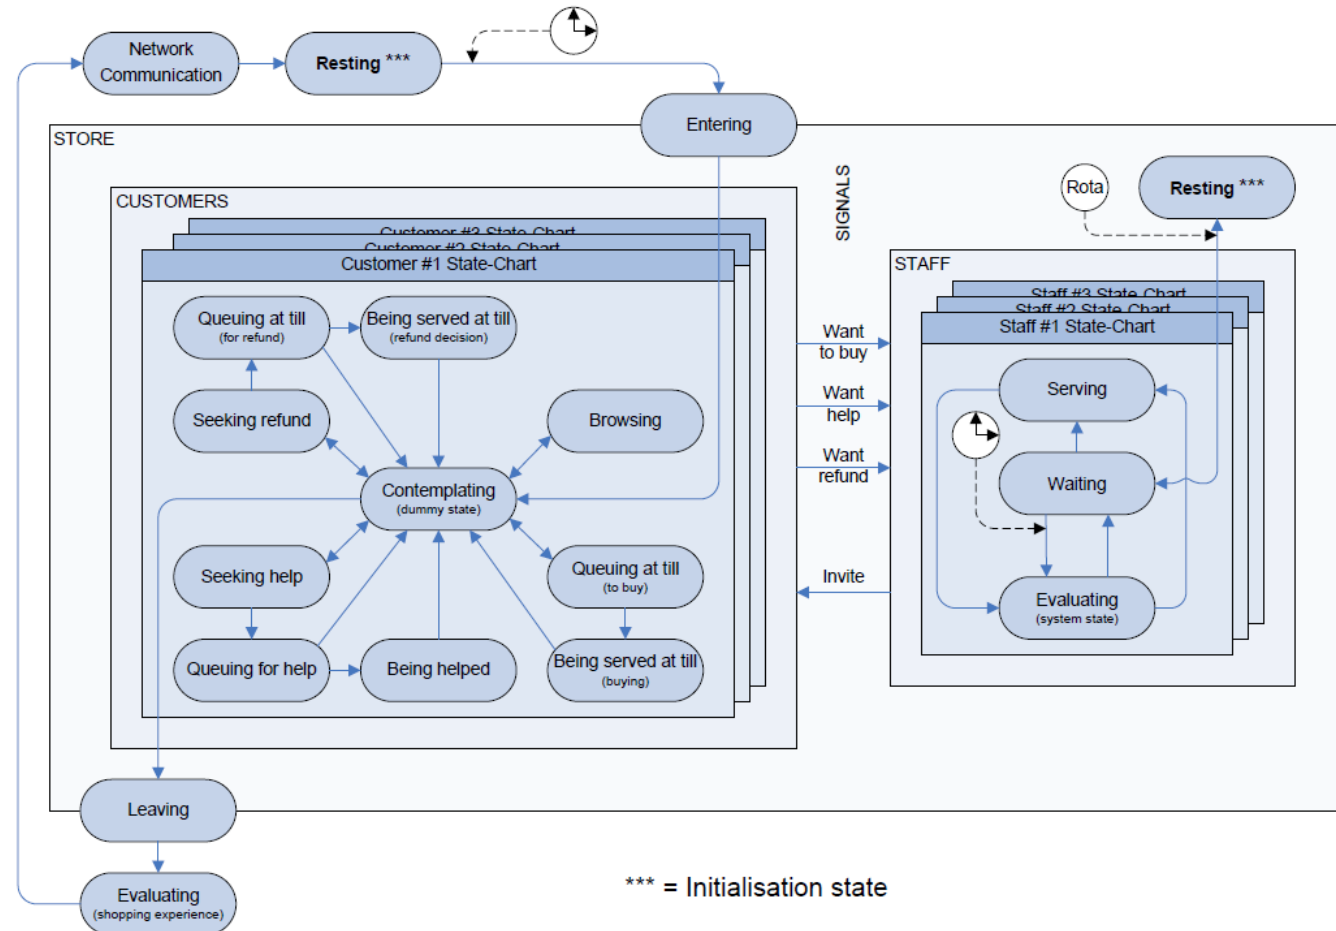 Network
Communication
Resting ***
Entering
STORE
SIGNALS
Rota
Resting ***
CUSTOMERS
Customer #3 State-Chart
Customer #2 State-Chart
Customer #1 State-Chart
Queuing at till
(for refund)
Being served at till
(refund decision)
Seeking refund
Browsing
Contemplating
(dummy state)
Seeking help
Queuing at till
(to buy)
Queuing for help
Being helped
Being served at till
(buying)
Want
to buy
Want
help
Want
refund
Invite
STAFF
Staff #3 State-Chart
Staff #2 State-Chart
Staff #1 State-Chart
Serving
Waiting
Evaluating
(system state)
Leaving
Evaluating
(shopping experience)
*** = Initialisation state